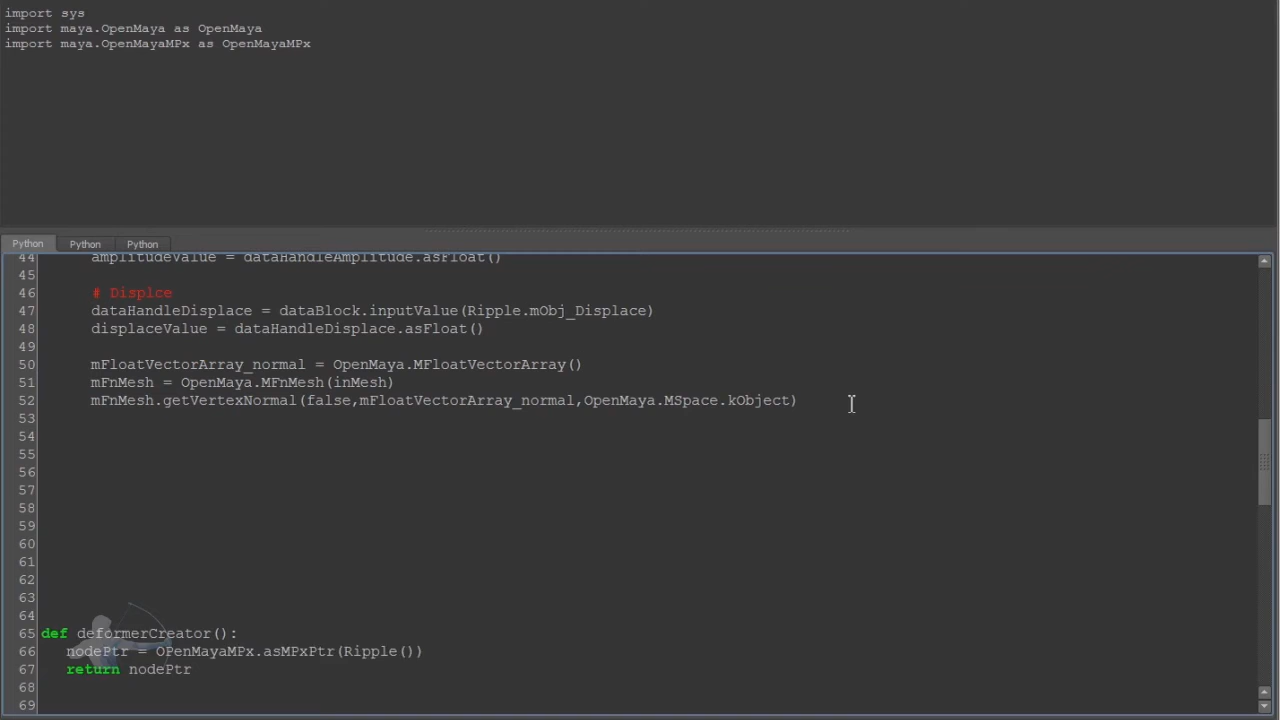 import sys
import maya.OpenMaya as OpenMaya
import maya.OpenMayaMPx as OpenMayaMPx
Python Python Python
44 amplitudeValue = dataHandleAmplitude.asFloat()
45
46 # Displce
47 dataHandleDisplace = dataBlock.inputValue(Ripple.mObj_Displace)
48 displaceValue = dataHandleDisplace.asFloat()
49
50 mFloatVectorArray_normal = OpenMaya.MFloatVectorArray()
51 mFnMesh = OpenMaya.MFnMesh(inMesh)
52 mFnMesh.getVertexNormal(false,mFloatVectorArray_normal,OpenMaya.MSpace.kObject)
53
54
55
56
57
58
59
60
61
62
63
64
65 def deformerCreator():
66 nodePtr = OPenMayaMPx.asMPxPtr(Ripple())
67 return nodePtr
68
69